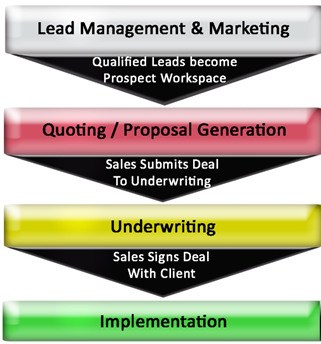 Lead Management & Marketing
Qualified Leads become
Prospect Workspace
Quoting / Proposal Generation
Sales Submits Deal
To Underwriting
Underwriting
Sales Signs Deal
With Client
Implementation